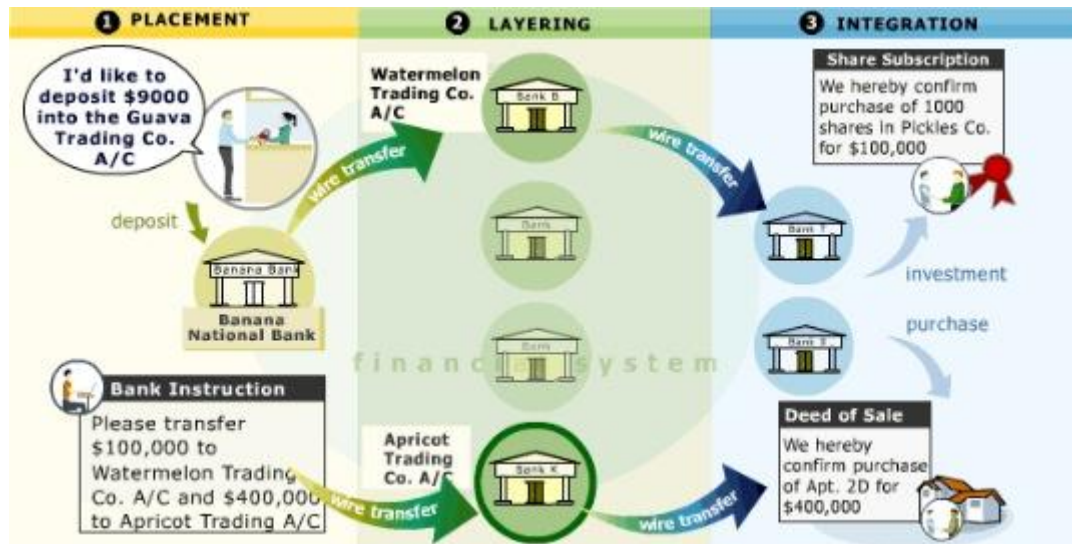 1 PLACEMENT
2 LAYERING
3 INTEGRATION
I'd like to
deposit $9000
into the Guava
Trading Co.
A/C
deposit
Banana Bank
Banana
National Bank
wire transfer
Bank Instruction
Please transfer
$100,000 to
Watermelon Trading
Co. A/C and $400,000
to Apricot Trading A/C
wire transfer
Watermelon
Trading Co.
A/C
Bank B
Bank
Bank
financial system
Apricot
Trading
Co. A/C
Bank K
wire transfer
wire transfer
Share Subscription
We hereby confirm
purchase of 1000
shares in Pickles Co.
for $100,000
Bank T
investment
purchase
Bank
Deed of Sale
We hereby
confirm purchase
of Apt. 2D for
$400,000